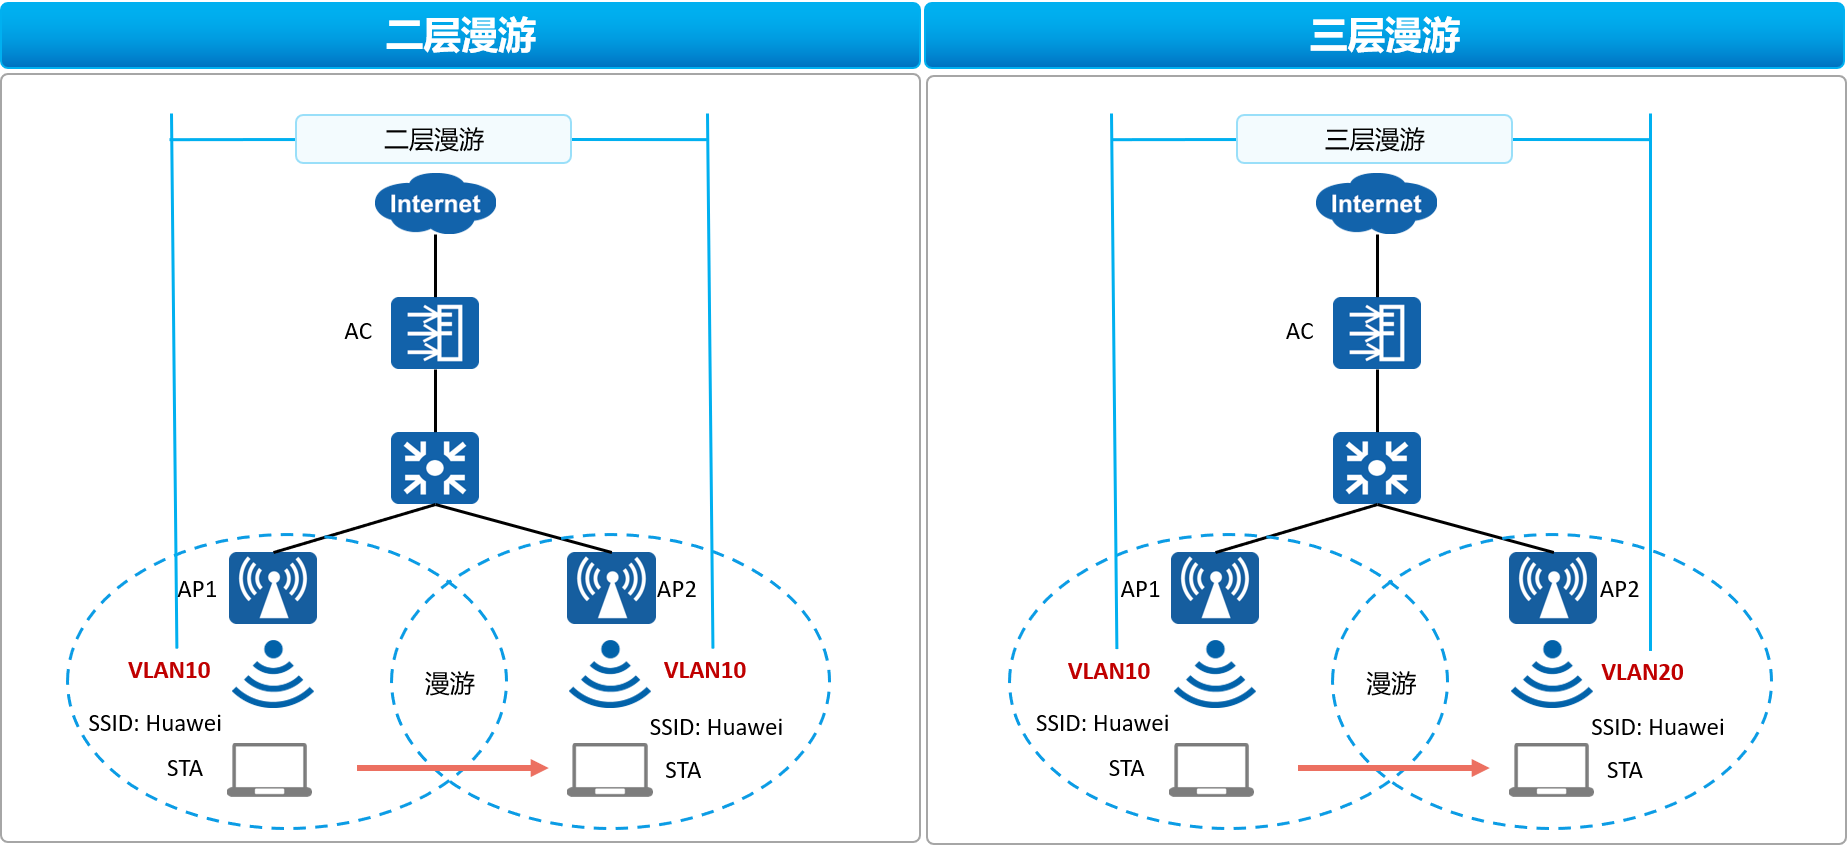 二层漫游
二层漫游
Internet
AC
AP1
AP2
VLAN10
漫游
VLAN10
SSID: Huawei
SSID: Huawei
STA
STA
三层漫游
三层漫游
Internet
AC
AP1
AP2
VLAN10
漫游
VLAN20
SSID: Huawei
SSID: Huawei
STA
STA